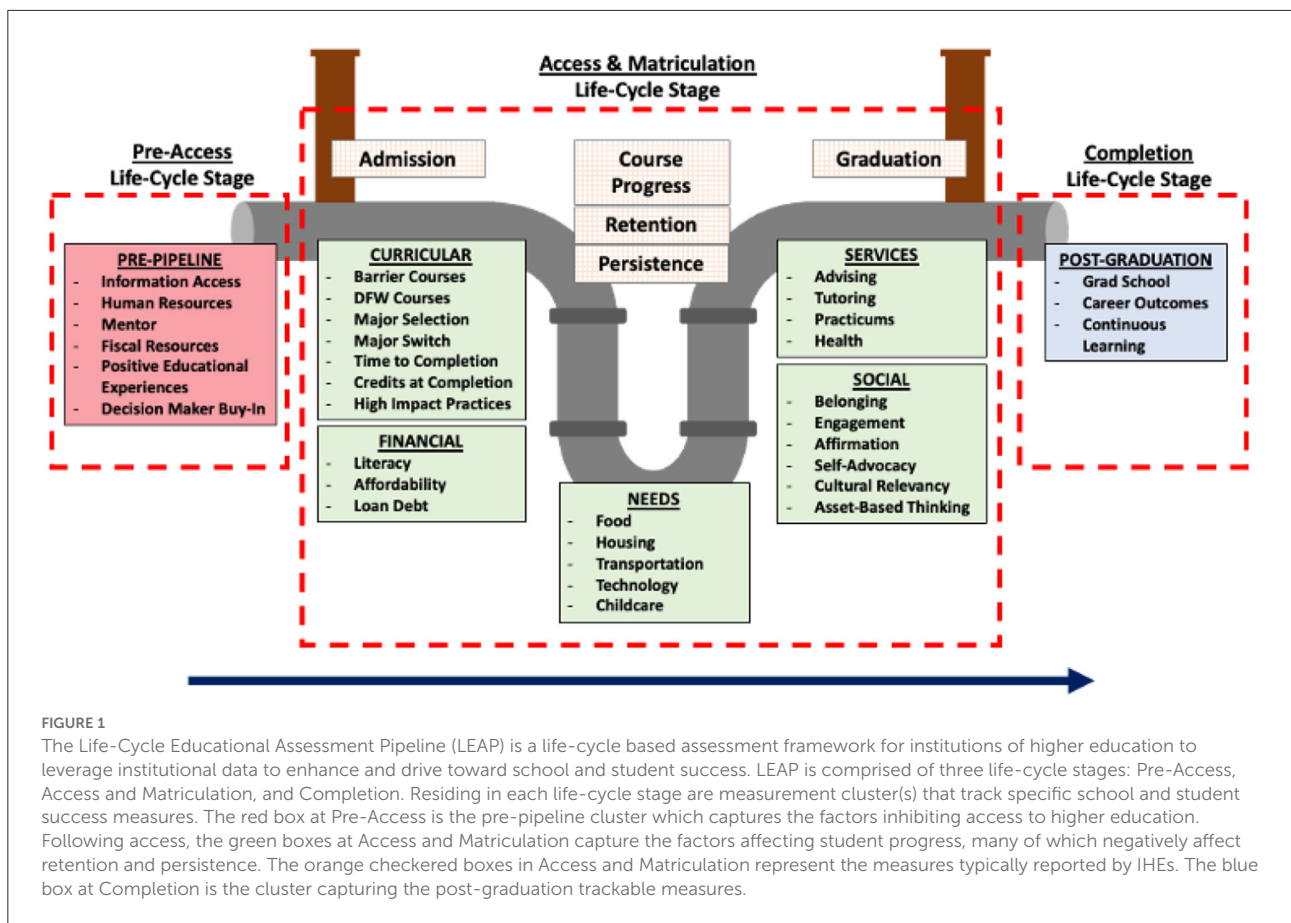 Access & Matriculation
Life-Cycle Stage
Pre-Access
Life-Cycle Stage
Admission
Course
Progress
Retention
Persistence
Graduation
Completion
Life-Cycle Stage
PRE-PIPELINE
- Information Access
- Human Resources
- Mentor
- Fiscal Resources
- Positive Educational
Experiences
- Decision Maker Buy-In
CURRICULAR
- Barrier Courses
- DFW Courses
- Major Selection
- Major Switch
- Time to Completion
- Credits at Completion
- High Impact Practices
FINANCIAL
- Literacy
- Affordability
- Loan Debt
NEEDS
- Food
- Housing
- Transportation
- Technology
- Childcare
SERVICES
- Advising
- Tutoring
- Practicums
- Health
SOCIAL
- Belonging
- Engagement
- Affirmation
- Self-Advocacy
- Cultural Relevancy
- Asset-Based Thinking
POST-GRADUATION
- Grad School
- Career Outcomes
- Continuous
Learning
FIGURE 1
The Life-Cycle Educational Assessment Pipeline (LEAP) is a life-cycle based assessment framework for institutions of higher education to
leverage institutional data to enhance and drive toward school and student success. LEAP is comprised of three life-cycle stages: Pre-Access,
Access and Matriculation, and Completion. Residing in each life-cycle stage are measurement cluster(s) that track specific school and student
success measures. The red box at Pre-Access is the pre-pipeline cluster which captures the factors inhibiting access to higher education.
Following access, the green boxes at Access and Matriculation capture the factors affecting student progress, many of which negatively affect
retention and persistence. The orange checkered boxes in Access and Matriculation represent the measures typically reported by IHEs. The blue
box at Completion is the cluster capturing the post-graduation trackable measures.